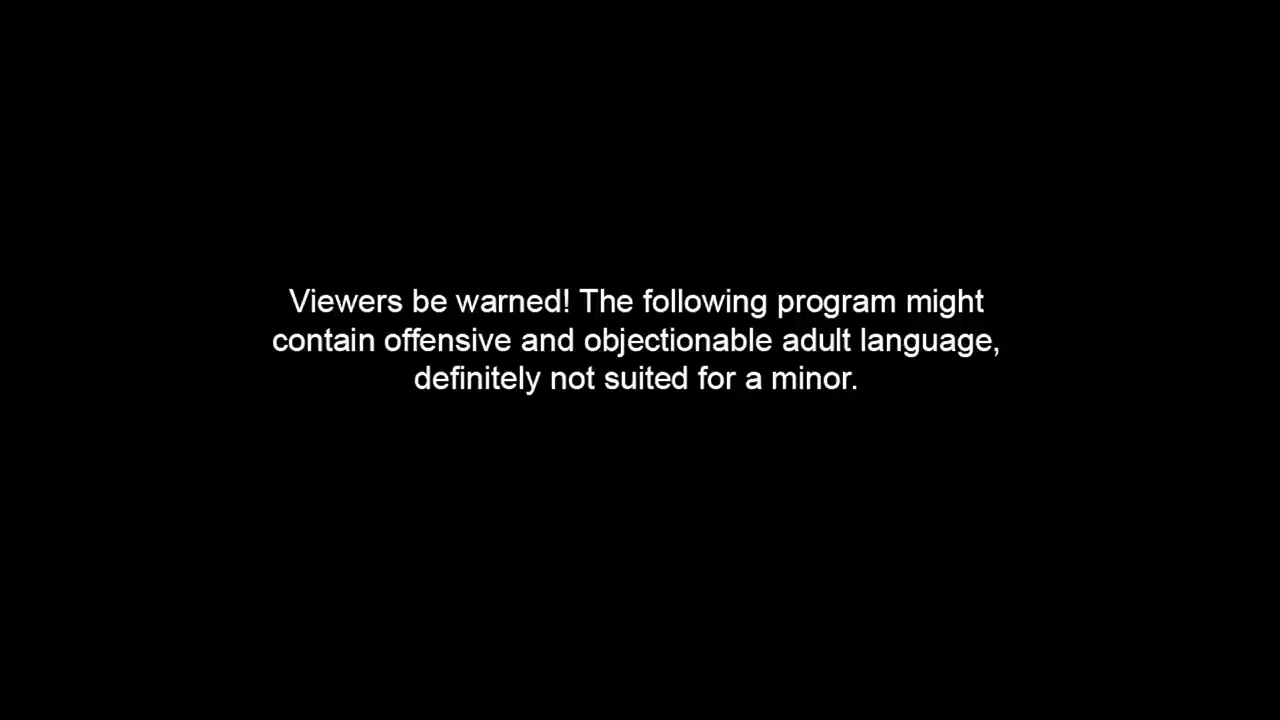 Viewers be warned! The following program might
contain offensive and objectionable adult language,
definitely not suited for a minor.